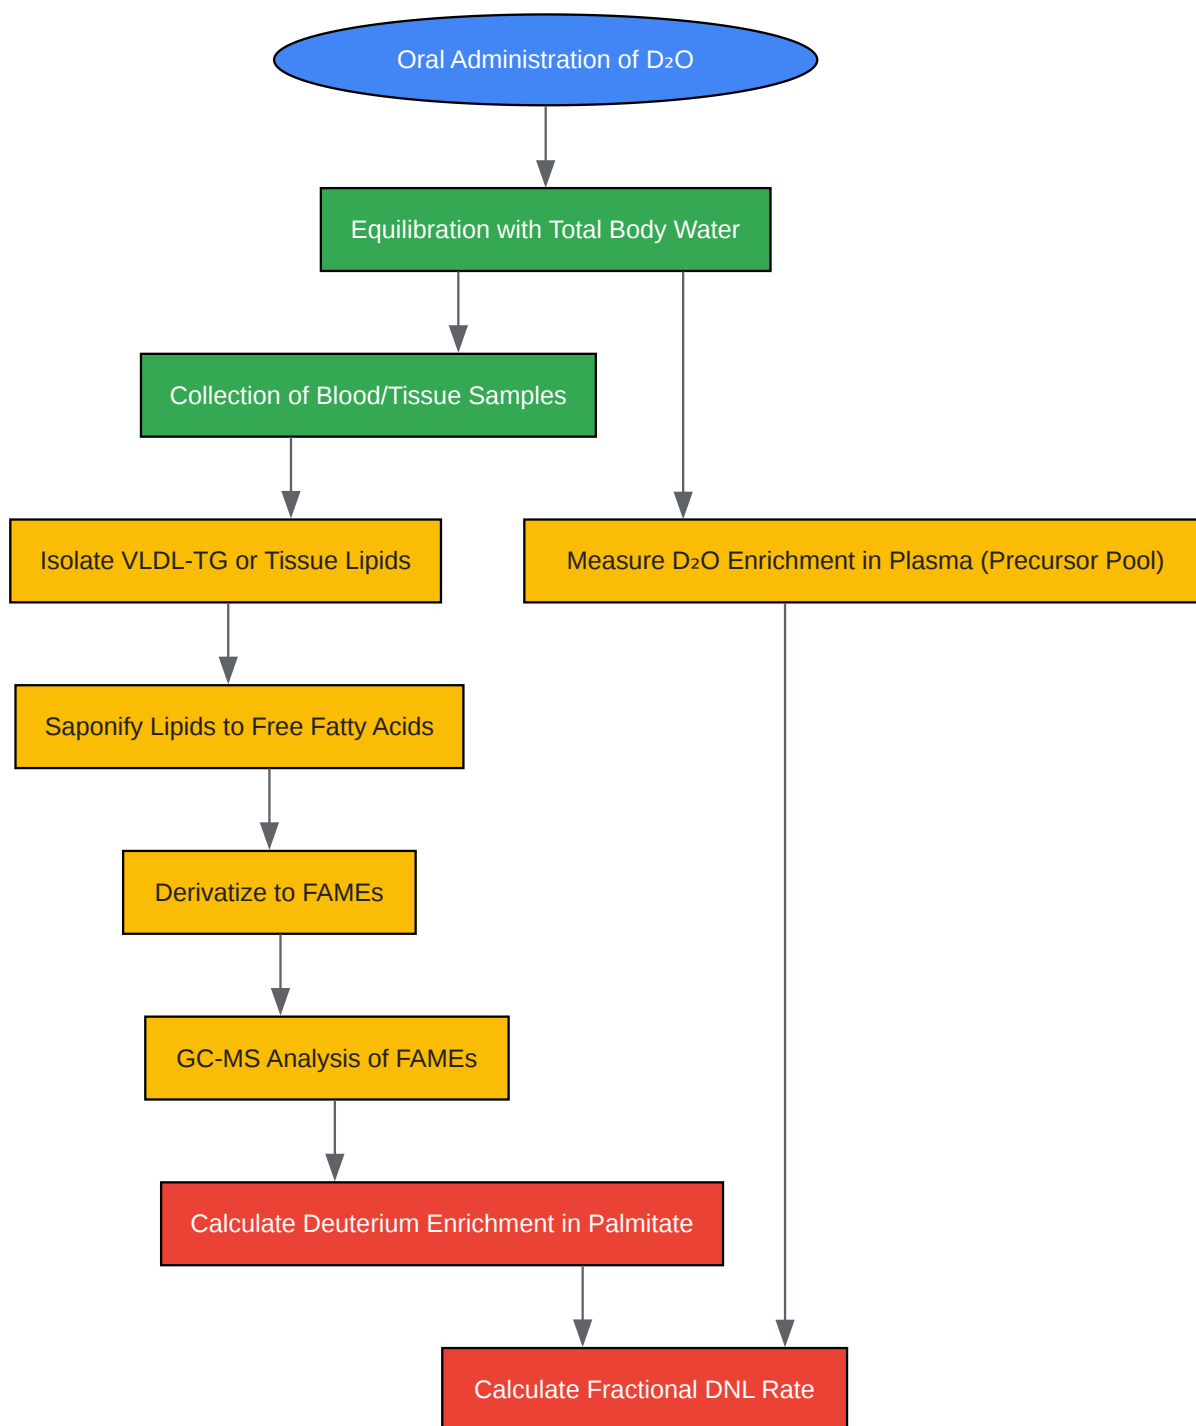 Oral Administration of D₂O
Equilibration with Total Body Water
Collection of Blood/Tissue Samples
Isolate VLDL-TG or Tissue Lipids
Measure D₂O Enrichment in Plasma (Precursor Pool)
Saponify Lipids to Free Fatty Acids
Derivatize to FAMEs
GC-MS Analysis of FAMEs
Calculate Deuterium Enrichment in Palmitate
Calculate Fractional DNL Rate